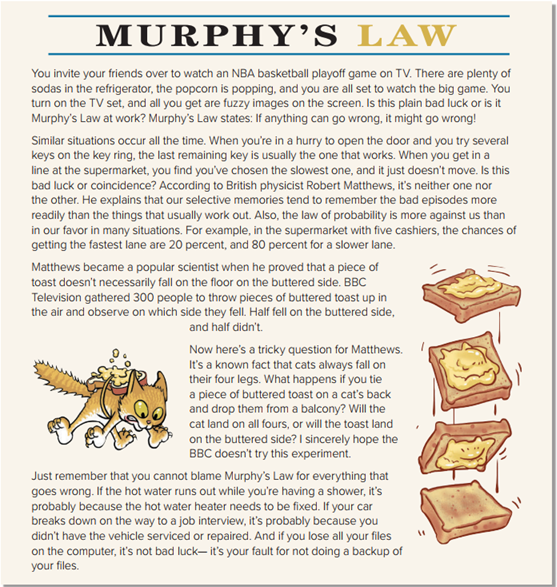 MURPHY'S LAW
You invite your friends over to watch an NBA basketball playoff game on TV. There are plenty of
sodas in the refrigerator, the popcorn is popping, and you are all set to watch the big game. You
turn on the TV set, and all you get are fuzzy images on the screen. Is this plain bad luck or is it
Murphy's Law at work? Murphy's Law states: If anything can go wrong, it might go wrong!
Similar situations occur all the time. When you're in a hurry to open the door and you try several
keys on the key ring, the last remaining key is usually the one that works. When you get in a
line at the supermarket, you find you've chosen the slowest one, and it just doesn't move. Is this
bad luck or coincidence? According to British physicist Robert Matthews, it's neither one nor
the other. He explains that our selective memories tend to remember the bad episodes more
readily than the things that usually work out. Also, the law of probability is more against us than
in our favor in many situations. For example, in the supermarket with five cashiers, the chances of
getting the fastest lane are 20 percent, and 80 percent for a slower lane.
Matthews became a popular scientist when he proved that a piece of
toast doesn't necessarily fall on the floor on the buttered side. BBC
Television gathered 300 people to throw pieces of buttered toast up in
the air and observe on which side they fell. Half fell on the buttered side,
and half didn't.
Now here's a tricky question for Matthews.
It's a known fact that cats always fall on
their four legs. What happens if you tie
a piece of buttered toast on a cat's back
and drop them from a balcony? Will the
cat land on all fours, or will the toast land
on the buttered side? I sincerely hope the
BBC doesn't try this experiment.
Just remember that you cannot blame Murphy's Law for everything that
goes wrong. If the hot water runs out while you're having a shower, it's
probably because the hot water heater needs to be fixed. If your car
breaks down on the way to a job interview, it's probably because you
didn't have the vehicle serviced or repaired. And if you lose all your files
on the computer, it's not bad luck— it's your fault for not doing a backup of
your files.